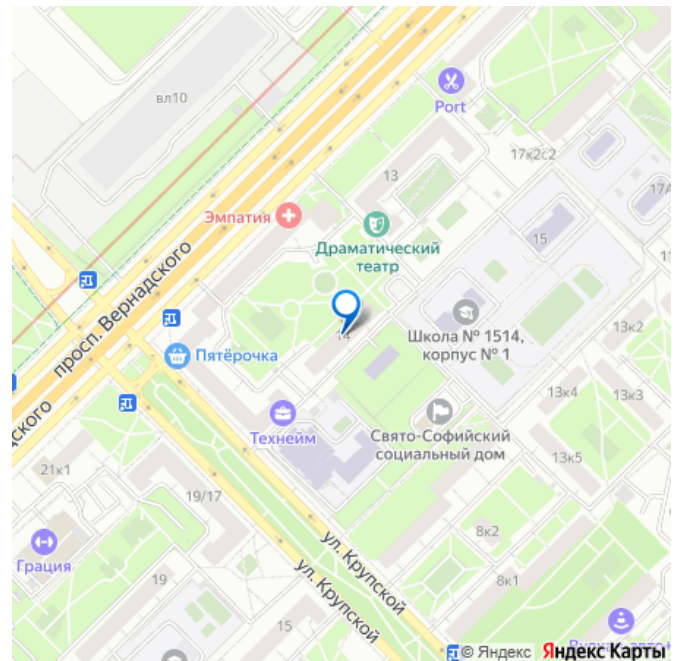 вл10
Port
17к2с2
13
17А
Эмпатия
Драматический
театр
15
11
просп. Вернадского
14
Школа № 1514,
корпус № 1
13к2
Пятёрочка
13к4
13к3
Технейм
Свято-Софийский
социальный дом
13к5
21к1
19/17
8к2
ул. Крупской
Грация
ул. Крупской
19
8к1
15
© Яндекс
Яндекс Карты